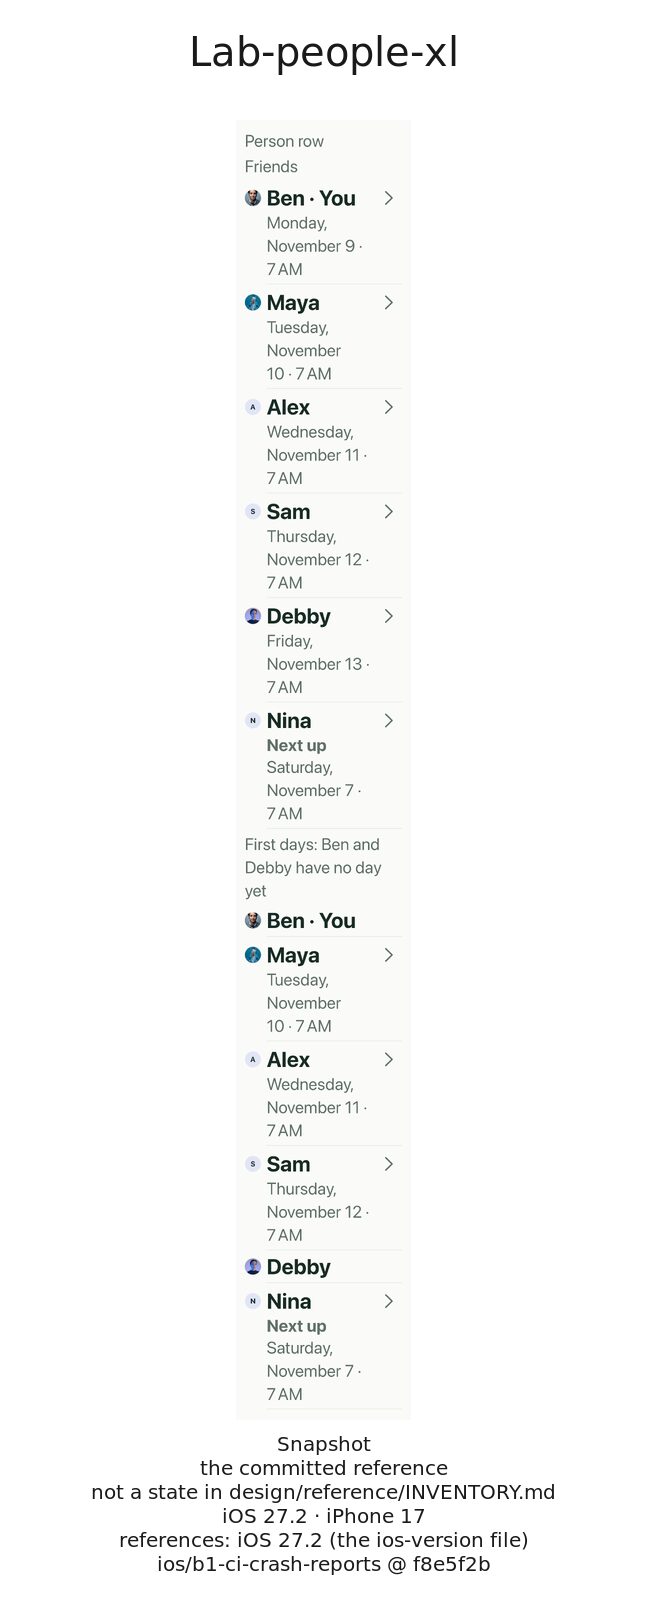 Lab-people-xl
Person row
Friends
Ben · You
Monday,
November 9 ·
7 AM
Maya
Tuesday,
November
10 · 7 AM
A
Alex
Wednesday,
November 11 ·
7 AM
S
Sam
Thursday,
November 12 ·
7 AM
Debby
Friday,
November 13 ·
7 AM
N
Nina
Next up
Saturday,
November 7 ·
7 AM
First days: Ben and
Debby have no day
yet
Ben · You
Maya
Tuesday,
November
10 · 7 AM
A
Alex
Wednesday,
November 11 ·
7 AM
S
Sam
Thursday,
November 12 ·
7 AM
Debby
N
Nina
Next up
Saturday,
November 7 ·
7 AM
Snapshot
the committed reference
not a state in design/reference/INVENTORY.md
iOS 27.2 · iPhone 17
references: iOS 27.2 (the ios-version file)
ios/b1-ci-crash-reports @ f8e5f2b